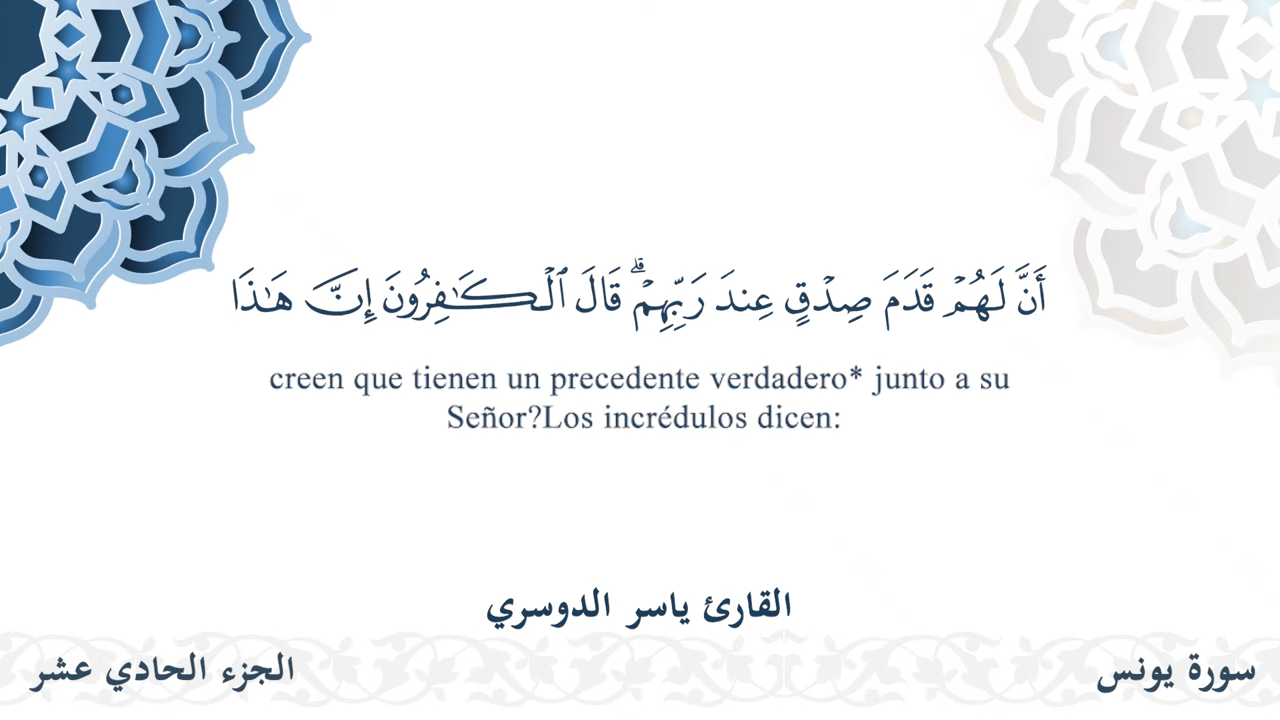 أَنَّ لَهُمۡ قَدَمَ صِدۡقٍ عِندَ رَبِّهِمۡۗ قَالَ ٱلۡكَٰفِرُونَ إِنَّ هَٰذَا
creen que tienen un precedente verdadero* junto a su
Señor?Los incrédulos dicen:
القارئ ياسر الدوسري
سورة يونس
الجزء الحادي عشر